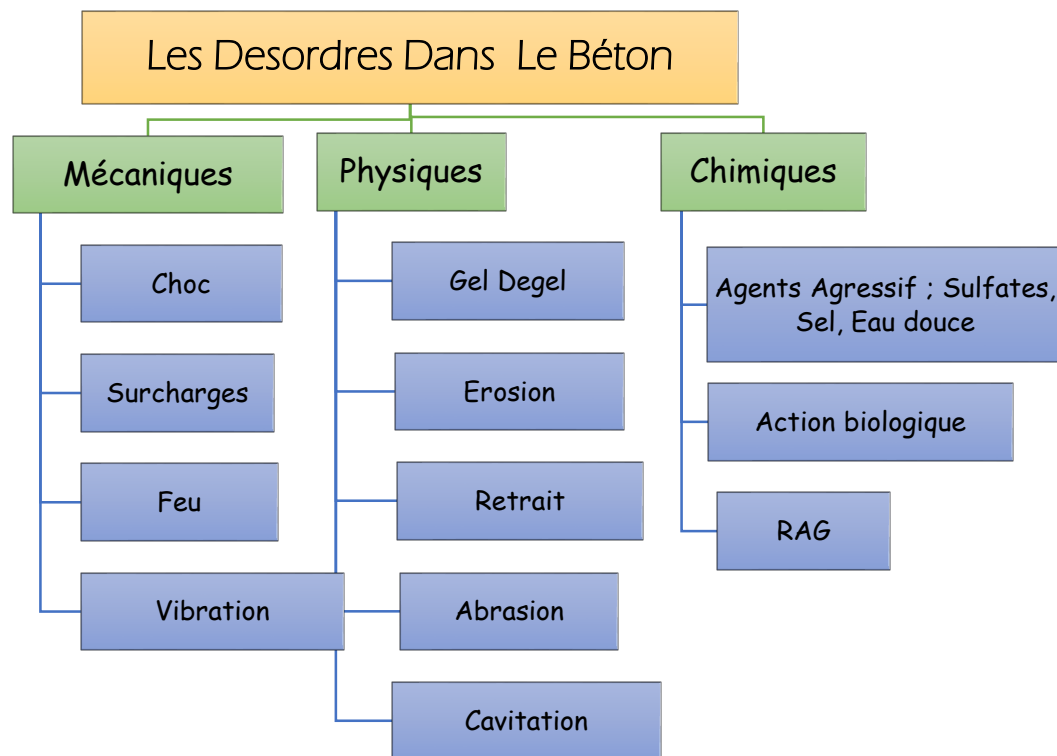 Les Desordres Dans Le Béton
Mécaniques
Choc
Surcharges
Feu
Vibration
Physiques
Gel Degel
Erosion
Retrait
Abrasion
Cavitation
Chimiques
Agents Agressif ; Sulfates,
Sel, Eau douce
Action biologique
RAG